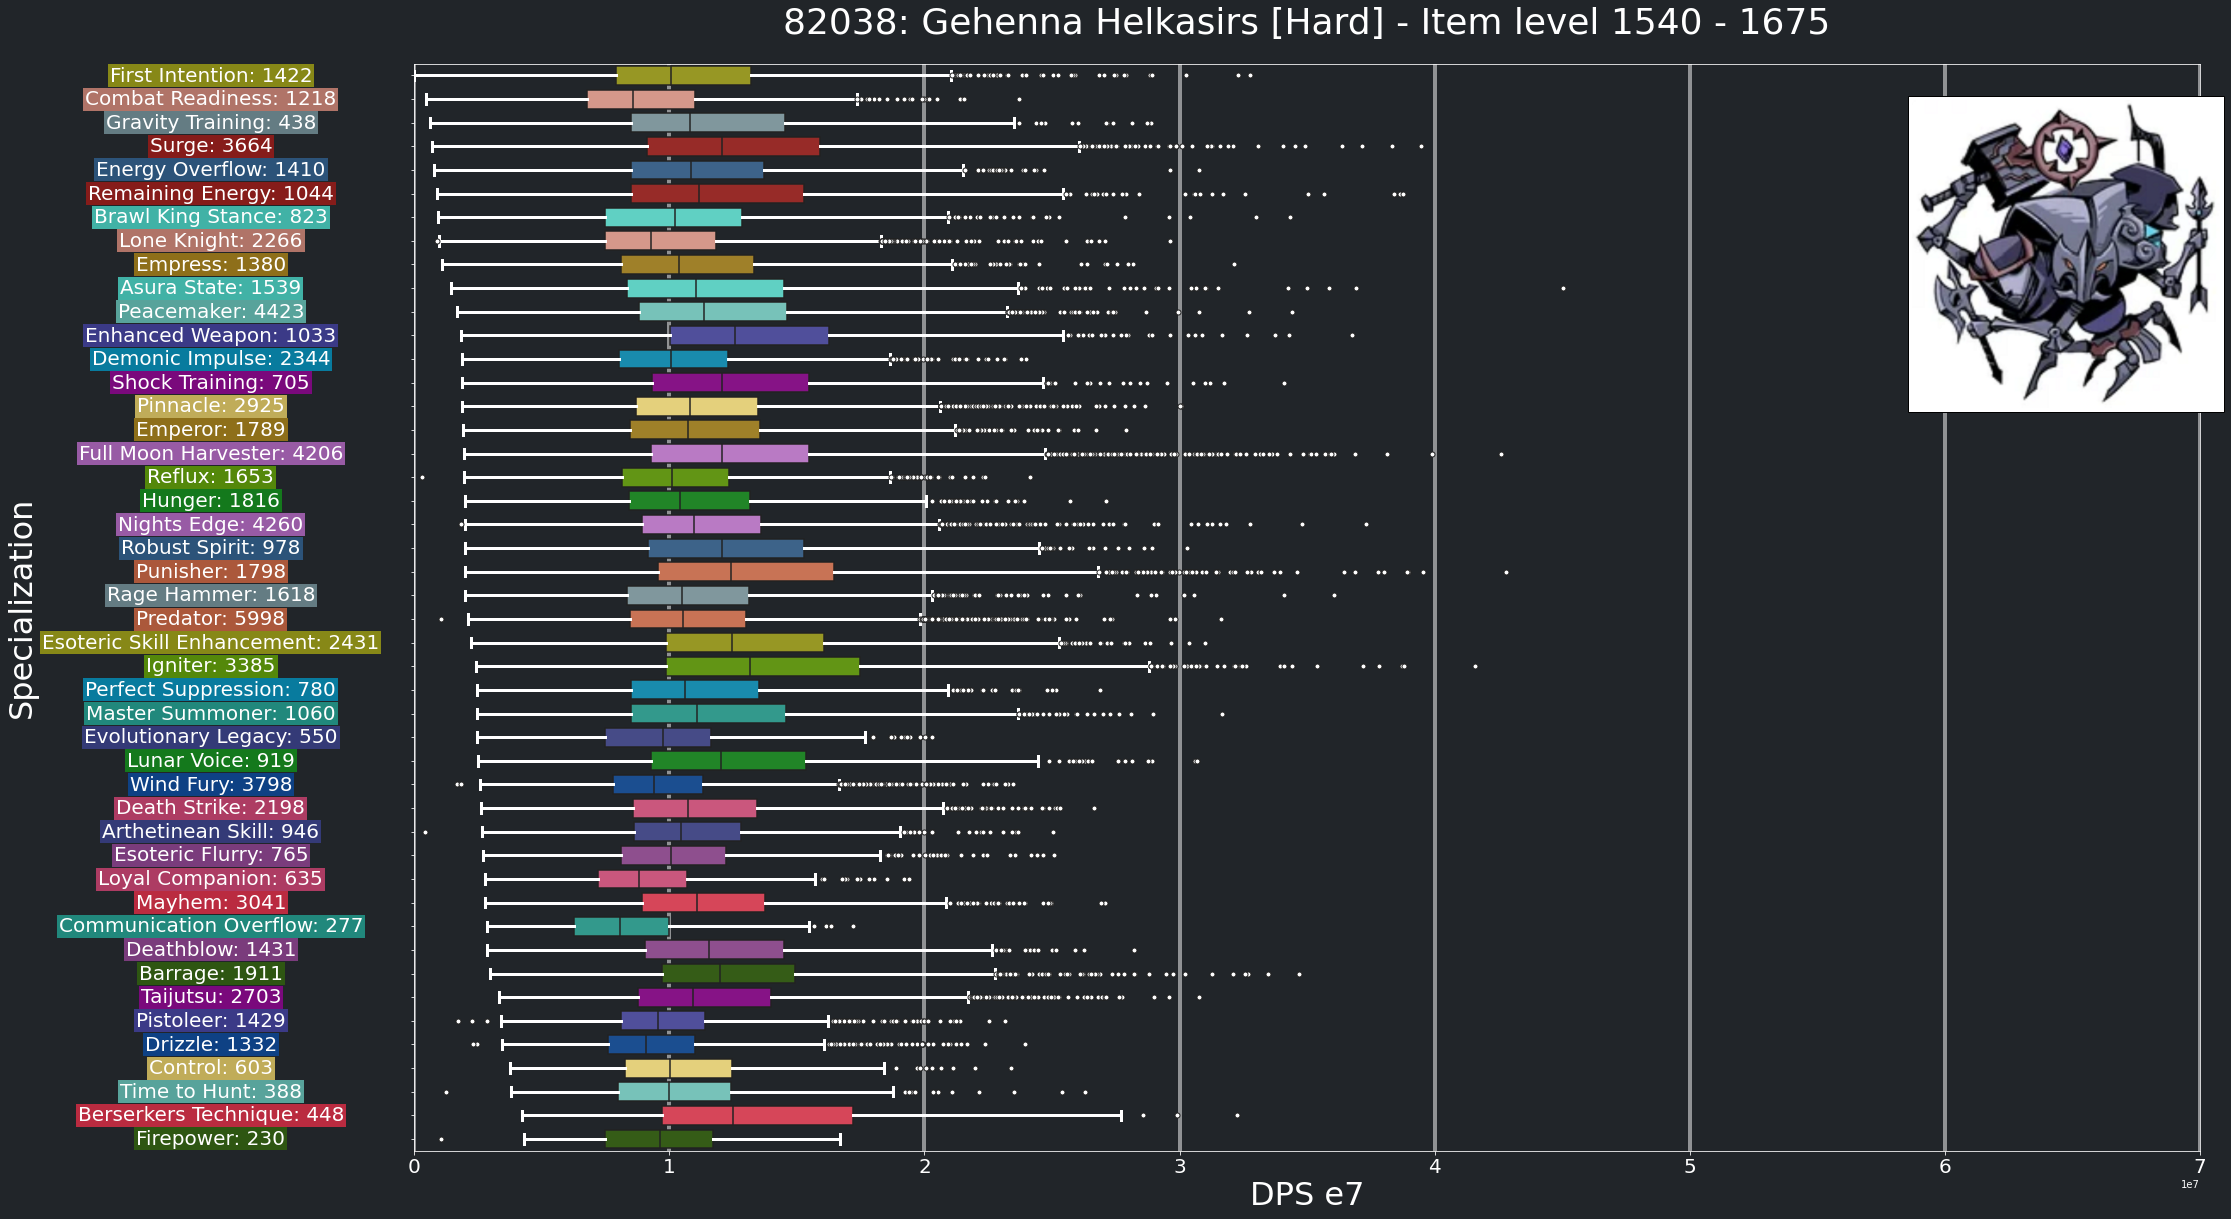 82038: Gehenna Helkasirs [Hard] - Item level 1540 - 1675
First Intention: 1422
Combat Readiness: 1218
Gravity Training: 438
Surge: 3664
Energy Overflow: 1410
Remaining Energy: 1044
Brawl King Stance: 823
Lone Knight: 2266
Empress: 1380
Asura State: 1539
Peacemaker: 4423
Enhanced Weapon: 1033
Demonic Impulse: 2344
Shock Training: 705
Pinnacle: 2925
Emperor: 1789
Full Moon Harvester: 4206
Reflux: 1653
Hunger: 1816
Nights Edge: 4260
Robust Spirit: 978
Punisher: 1798
Rage Hammer: 1618
Predator: 5998
Esoteric Skill Enhancement: 2431
Igniter: 3385
Perfect Suppression: 780
Master Summoner: 1060
Evolutionary Legacy: 550
Lunar Voice: 919
Wind Fury: 3798
Death Strike: 2198
Arthetinean Skill: 946
Esoteric Flurry: 765
Loyal Companion: 635
Mayhem: 3041
Communication Overflow: 277
Deathblow: 1431
Barrage: 1911
Taijutsu: 2703
Pistoleer: 1429
Drizzle: 1332
Control: 603
Time to Hunt: 388
Berserkers Technique: 448
Firepower: 230
Specialization
0 1 2 3 4 5 6 7
1e7
DPS e7